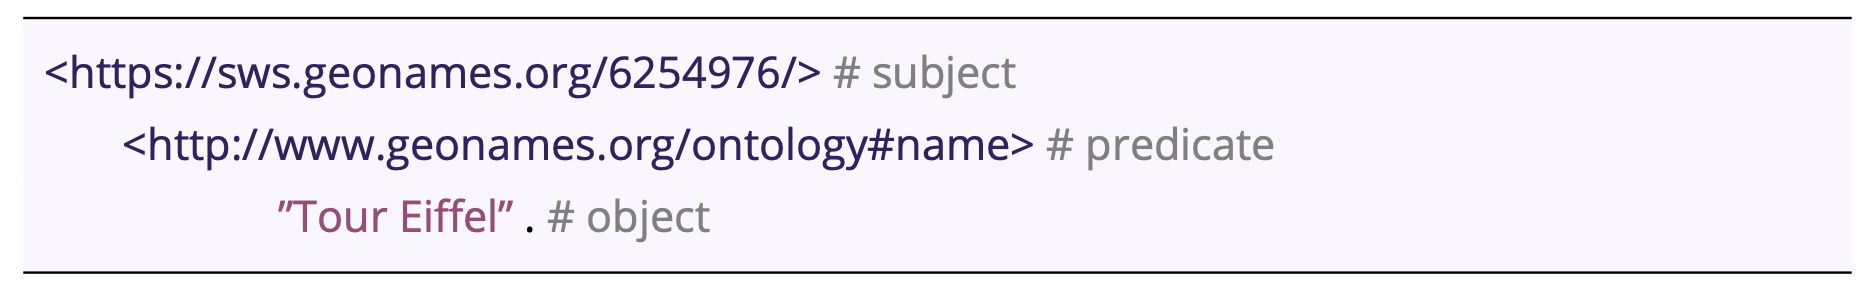 <https://sws.geonames.org/6254976/> # subject
<http://www.geonames.org/ontology#name> # predicate
”Tour Eiffel” . # object